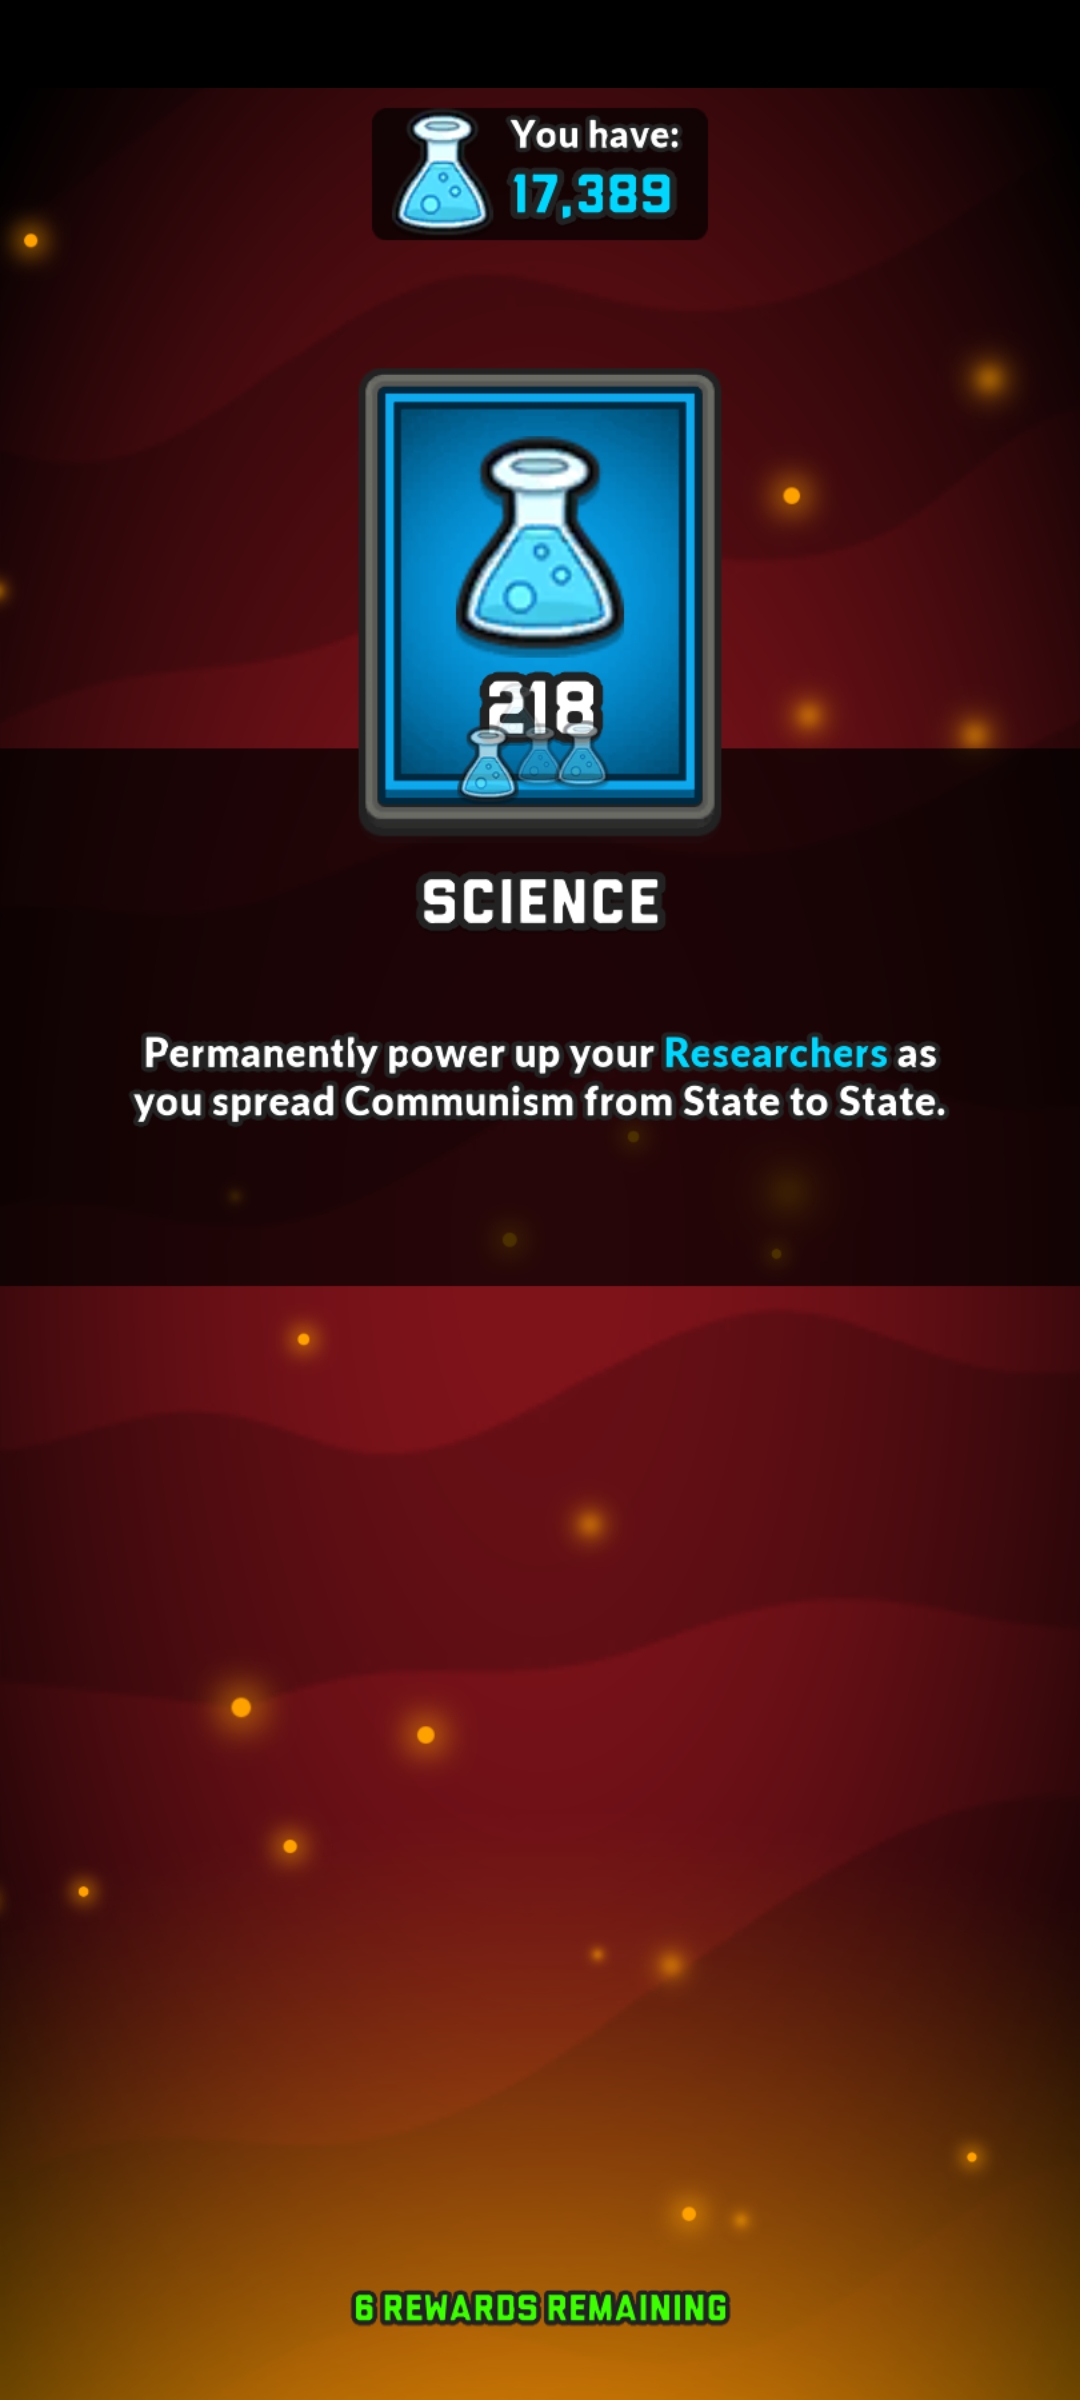 You have:
17,389
218
SCIENCE
Permanently power up your Researchers as
you spread Communism from State to State.
6 REWARDS REMAINING